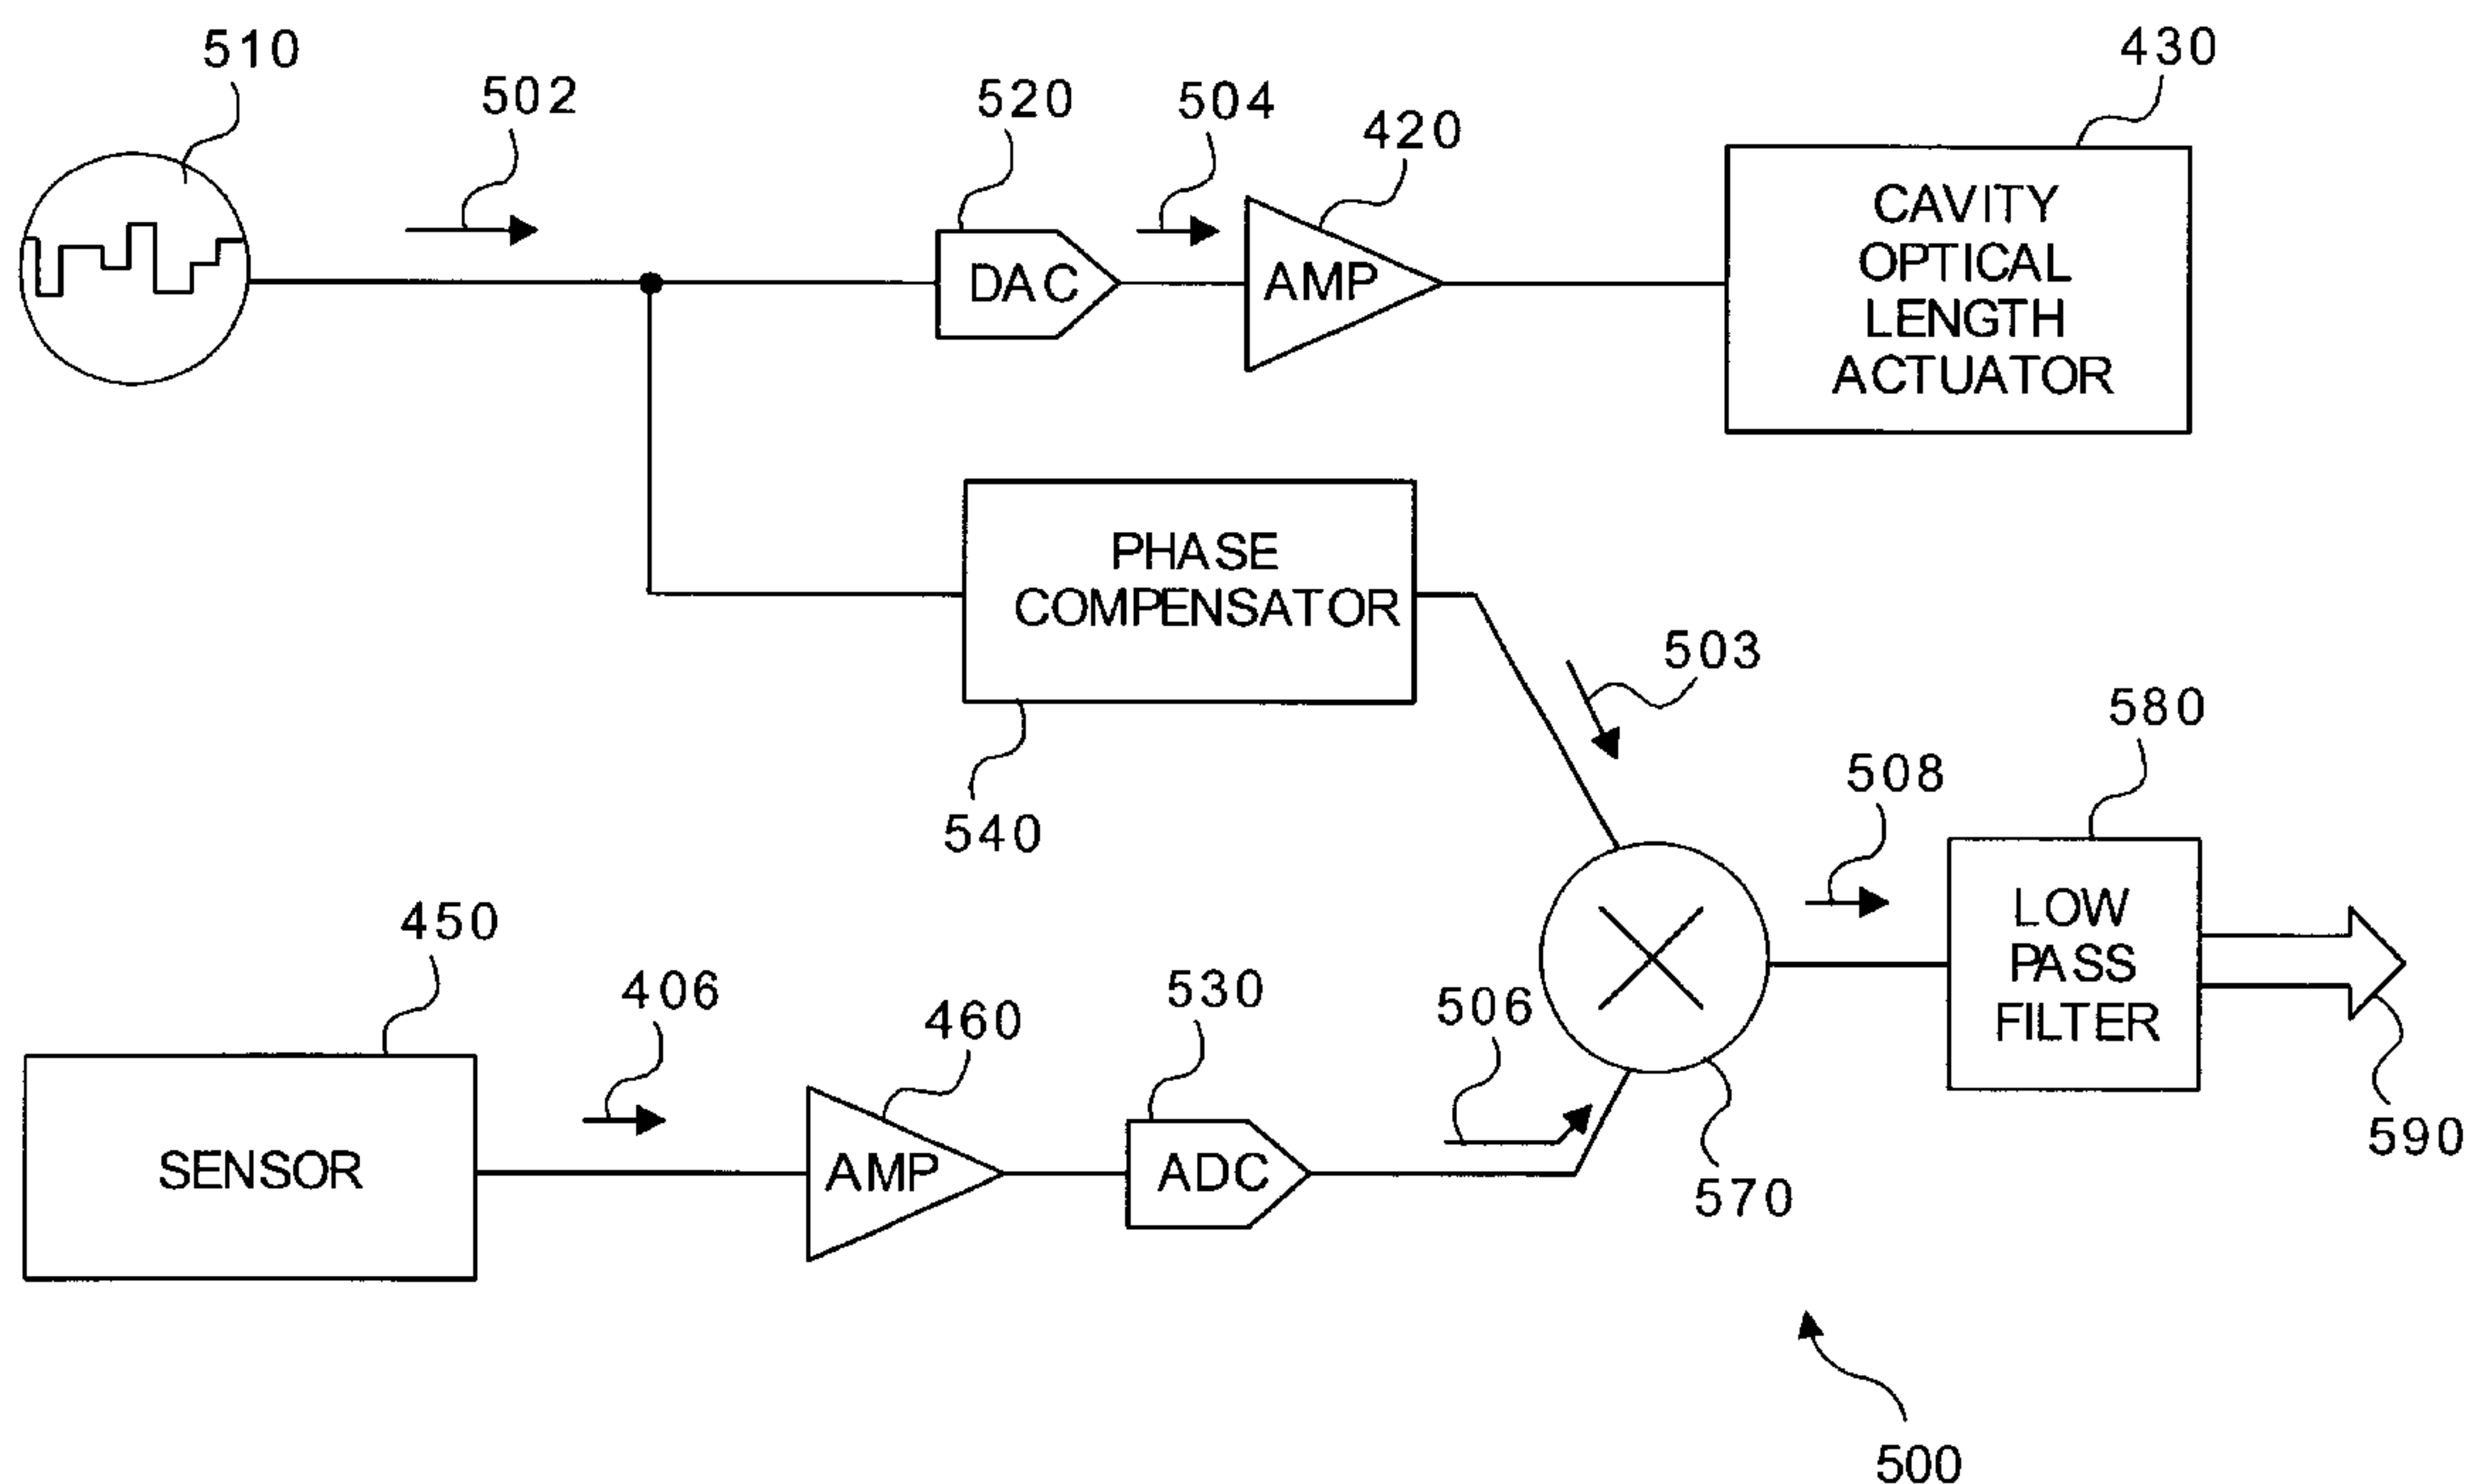 510
502
520
504
420
430
DAC
AMP
CAVITY
OPTICAL
LENGTH
ACTUATOR
PHASE
COMPENSATOR
503
540
580
508
LOW
PASS
FILTER
450
406
460
530
506
SENSOR
AMP
ADC
570
590
500